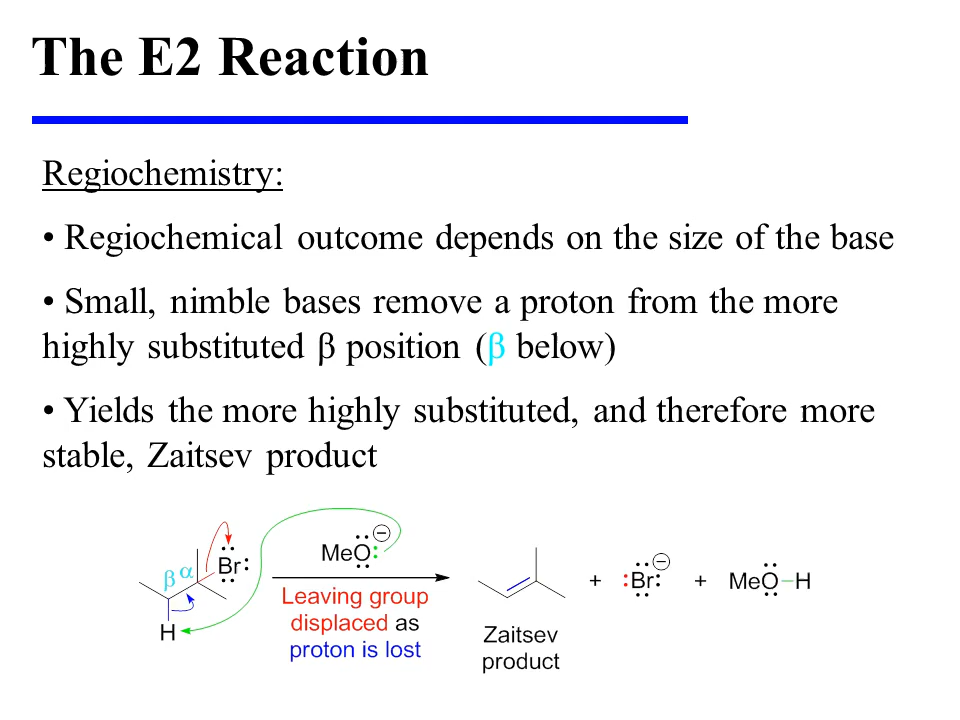 The E2 Reaction
Regiochemistry:
• Regiochemical outcome depends on the size of the base
• Small, nimble bases remove a proton from the more
highly substituted β position (β below)
• Yields the more highly substituted, and therefore more
stable, Zaitsev product
β α Br
H
MeO
Leaving group
displaced as
proton is lost
Zaitsev
product
+ Br + MeO–H